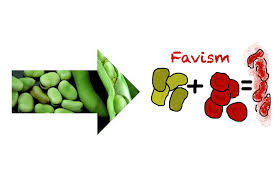 Favism
+ =